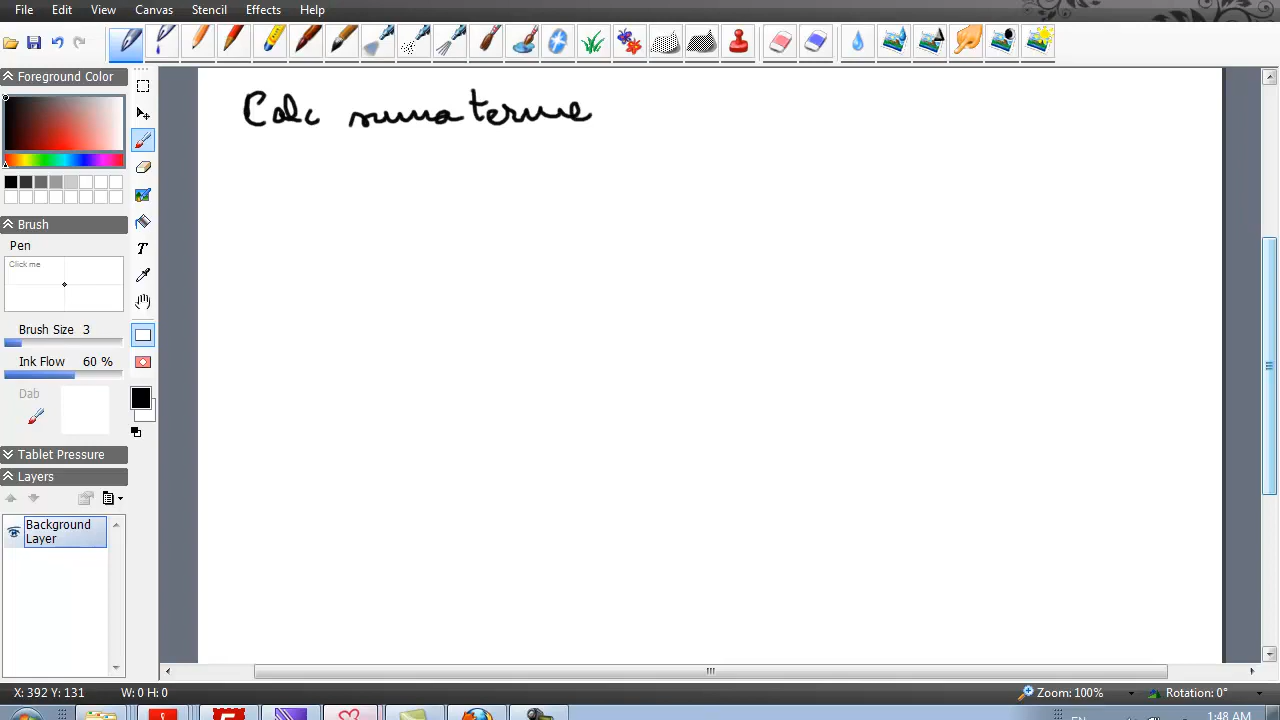 File Edit View Canvas Stencil Effects Help
Foreground Color
Calc suma terme
Brush
Pen
Click me
Brush Size 3
Ink Flow 60 %
Dab
Tablet Pressure
Layers
Background Layer
X: 392 Y: 131 W: 0 H: 0 Zoom: 100% Rotation: 0°
EN 1:48 AM